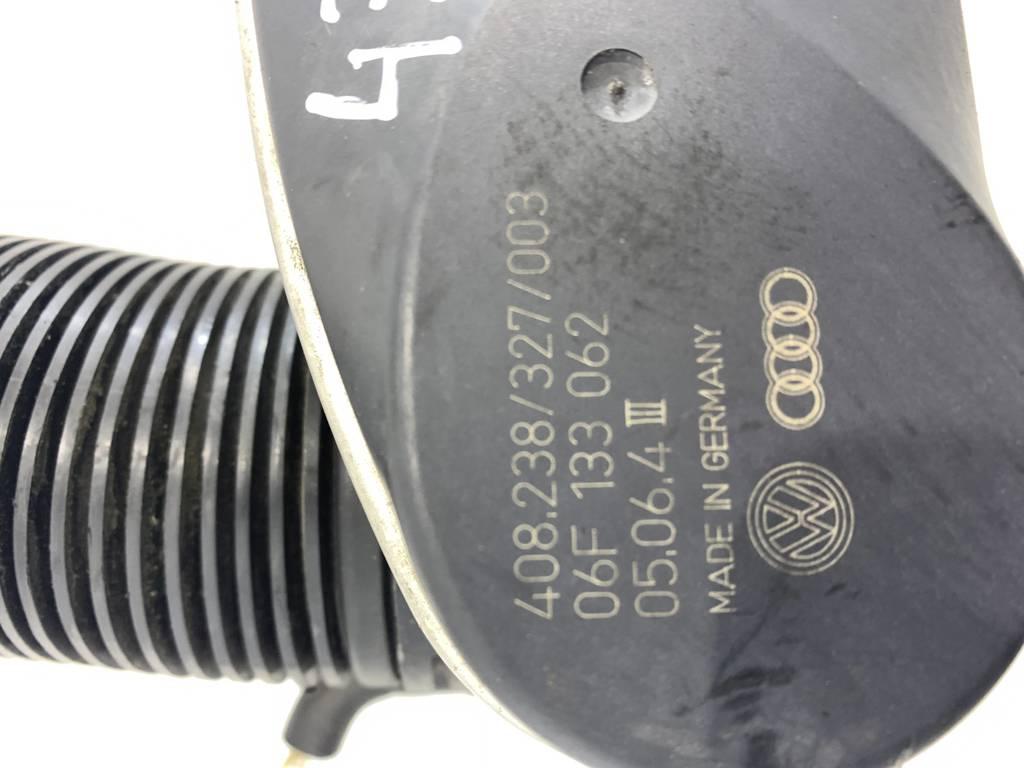 408.238/327/003
06F 133 062
05.06.4 III
MADE IN GERMANY